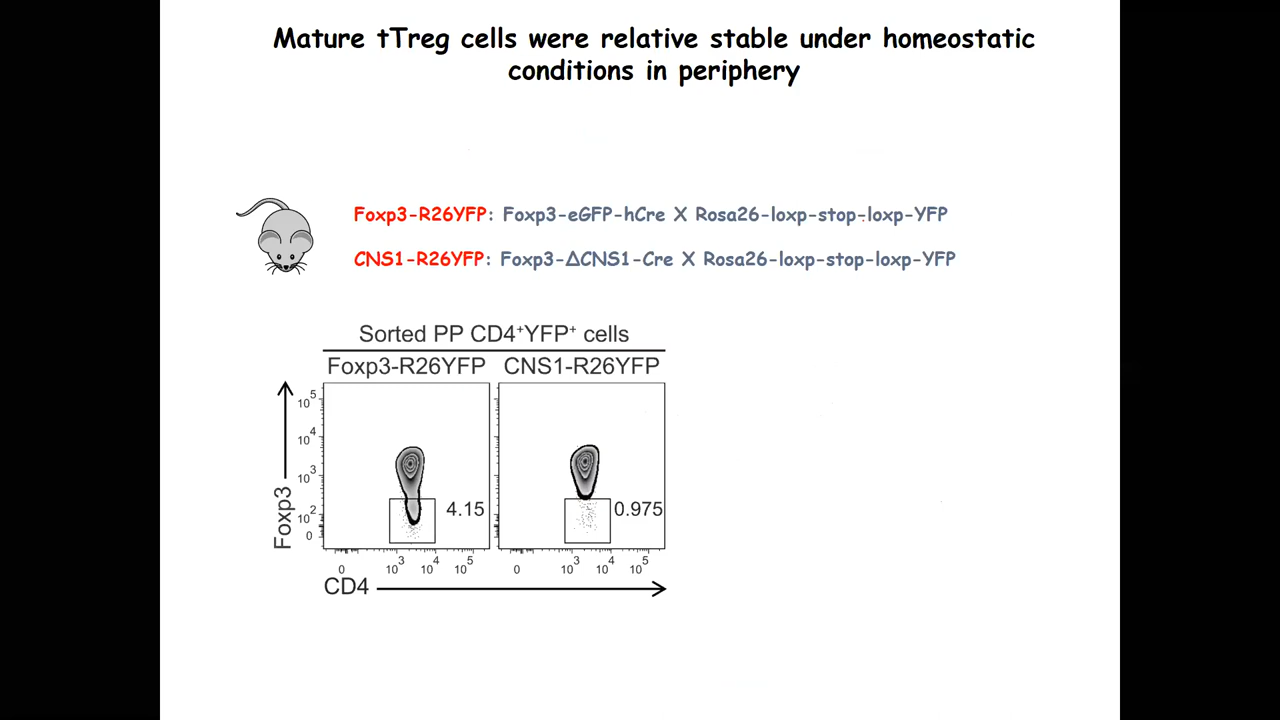 Mature tTreg cells were relative stable under homeostatic
conditions in periphery
Foxp3-R26YFP: Foxp3-eGFP-hCre X Rosa26-loxp-stop-loxp-YFP
CNS1-R26YFP: Foxp3-ΔCNS1-Cre X Rosa26-loxp-stop-loxp-YFP
Sorted PP CD4⁺YFP⁺ cells
Foxp3-R26YFP CNS1-R26YFP
10⁵
10⁴
10³
10²
0
Foxp3
4.15
0.975
0 10³ 10⁴ 10⁵ 0 10³ 10⁴ 10⁵
CD4